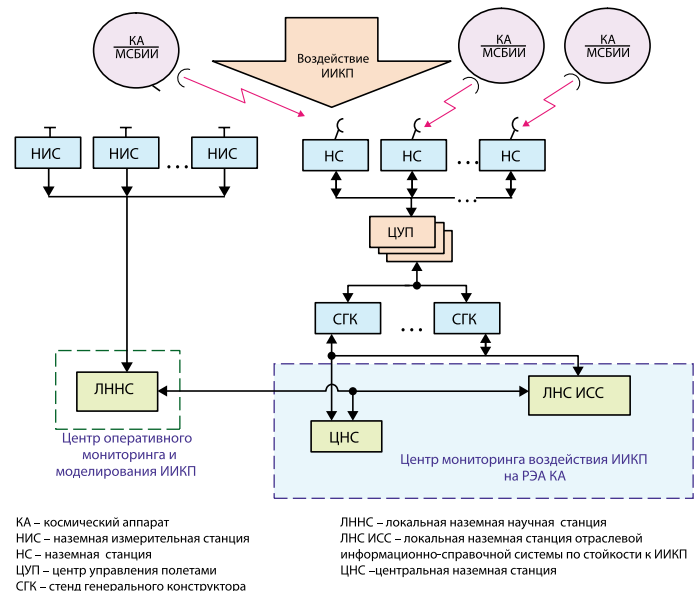 КА
МСБИИ
Воздействие
ИИКП
КА
МСБИИ
КА
МСБИИ
НИС
НИС
...
НИС
НС
НС
...
НС
...
ЦУП
СГК
...
СГК
ЛННС
ЛНС ИСС
ЦНС
Центр оперативного
мониторинга и
моделирования ИИКП
Центр мониторинга воздействия ИИКП
на РЭА КА
КА – космический аппарат
НИС – наземная измерительная станция
НС – наземная станция
ЦУП – центр управления полетами
СГК – стенд генерального конструктора
ЛННС – локальная наземная научная станция
ЛНС ИСС – локальная наземная станция отраслевой
информационно-справочной системы по стойкости к ИИКП
ЦНС –центральная наземная станция